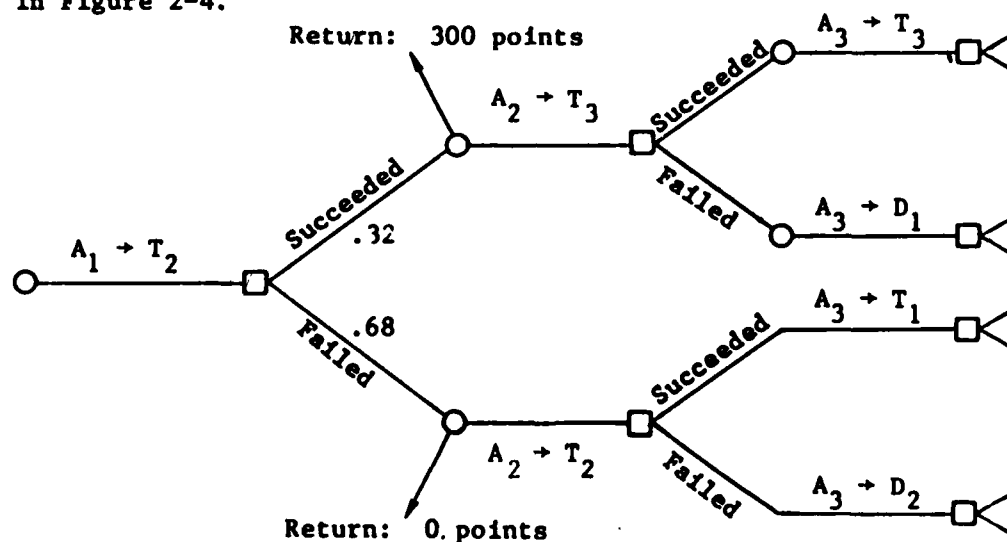 in Figure 2-4.
Return: 300 points
A3 → T3
Succeeded
A2 → T3
Failed
Succeeded
.32
A3 → D1
A1 → T2
A3 → T1
.68
Failed
Succeeded
A2 → T2
Failed
A3 → D2
Return: 0. points